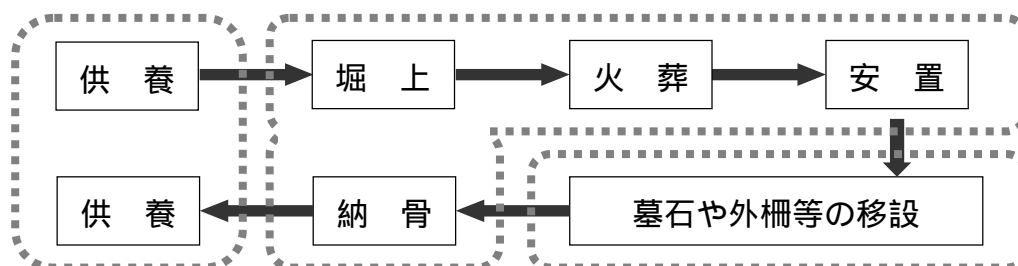 供　養
堀　上
火　葬
安　置
墓石や外柵等の移設
納　骨
供　養